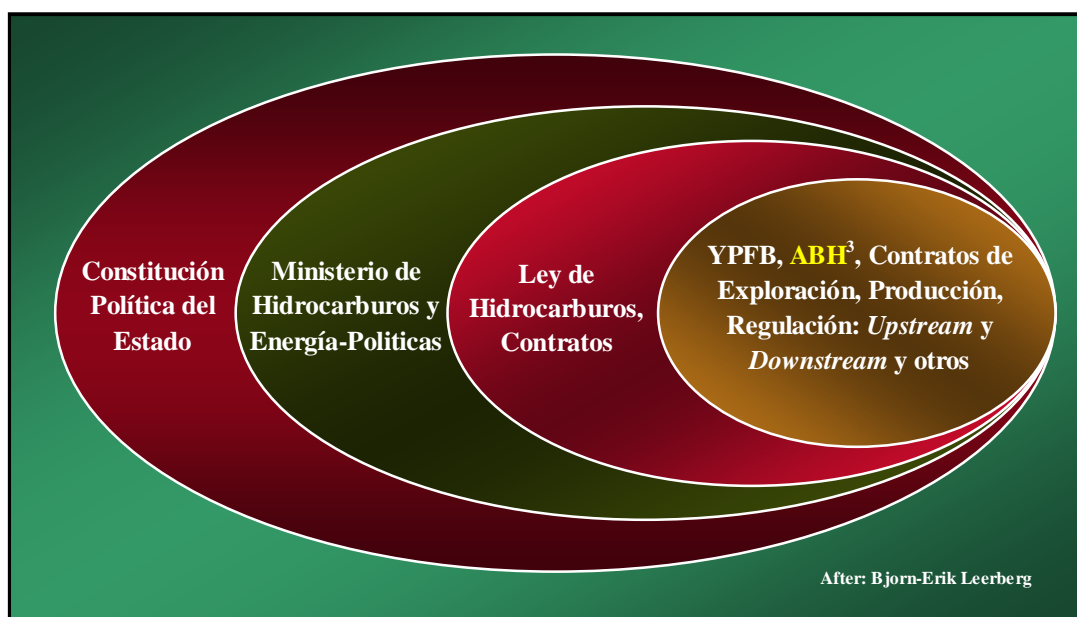 Constitución
Política del
Estado
Ministerio de
Hidrocarburos y
Energía-Politicas
Ley de
Hidrocarburos,
Contratos
YPFB, ABH³, Contratos de
Exploración, Producción,
Regulación: Upstream y
Downstream y otros
After: Bjorn-Erik Leerberg